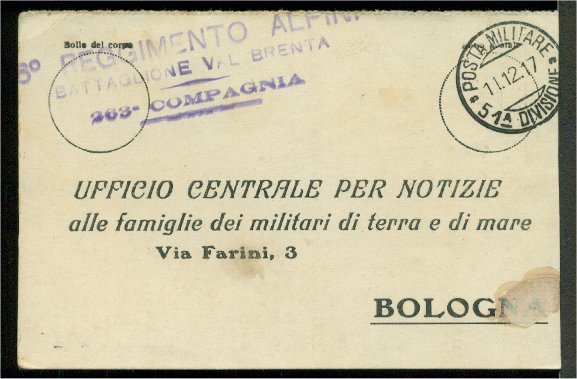 Bollo del corpo
6º REGGIMENTO ALPINI
BATTAGLIONE VAL BRENTA
263ª COMPAGNIA
POSTA MILITARE
11.12.17
51ª DIVISIONE
UFFICIO CENTRALE PER NOTIZIE
alle famiglie dei militari di terra e di mare
Via Farini, 3
BOLOGNA